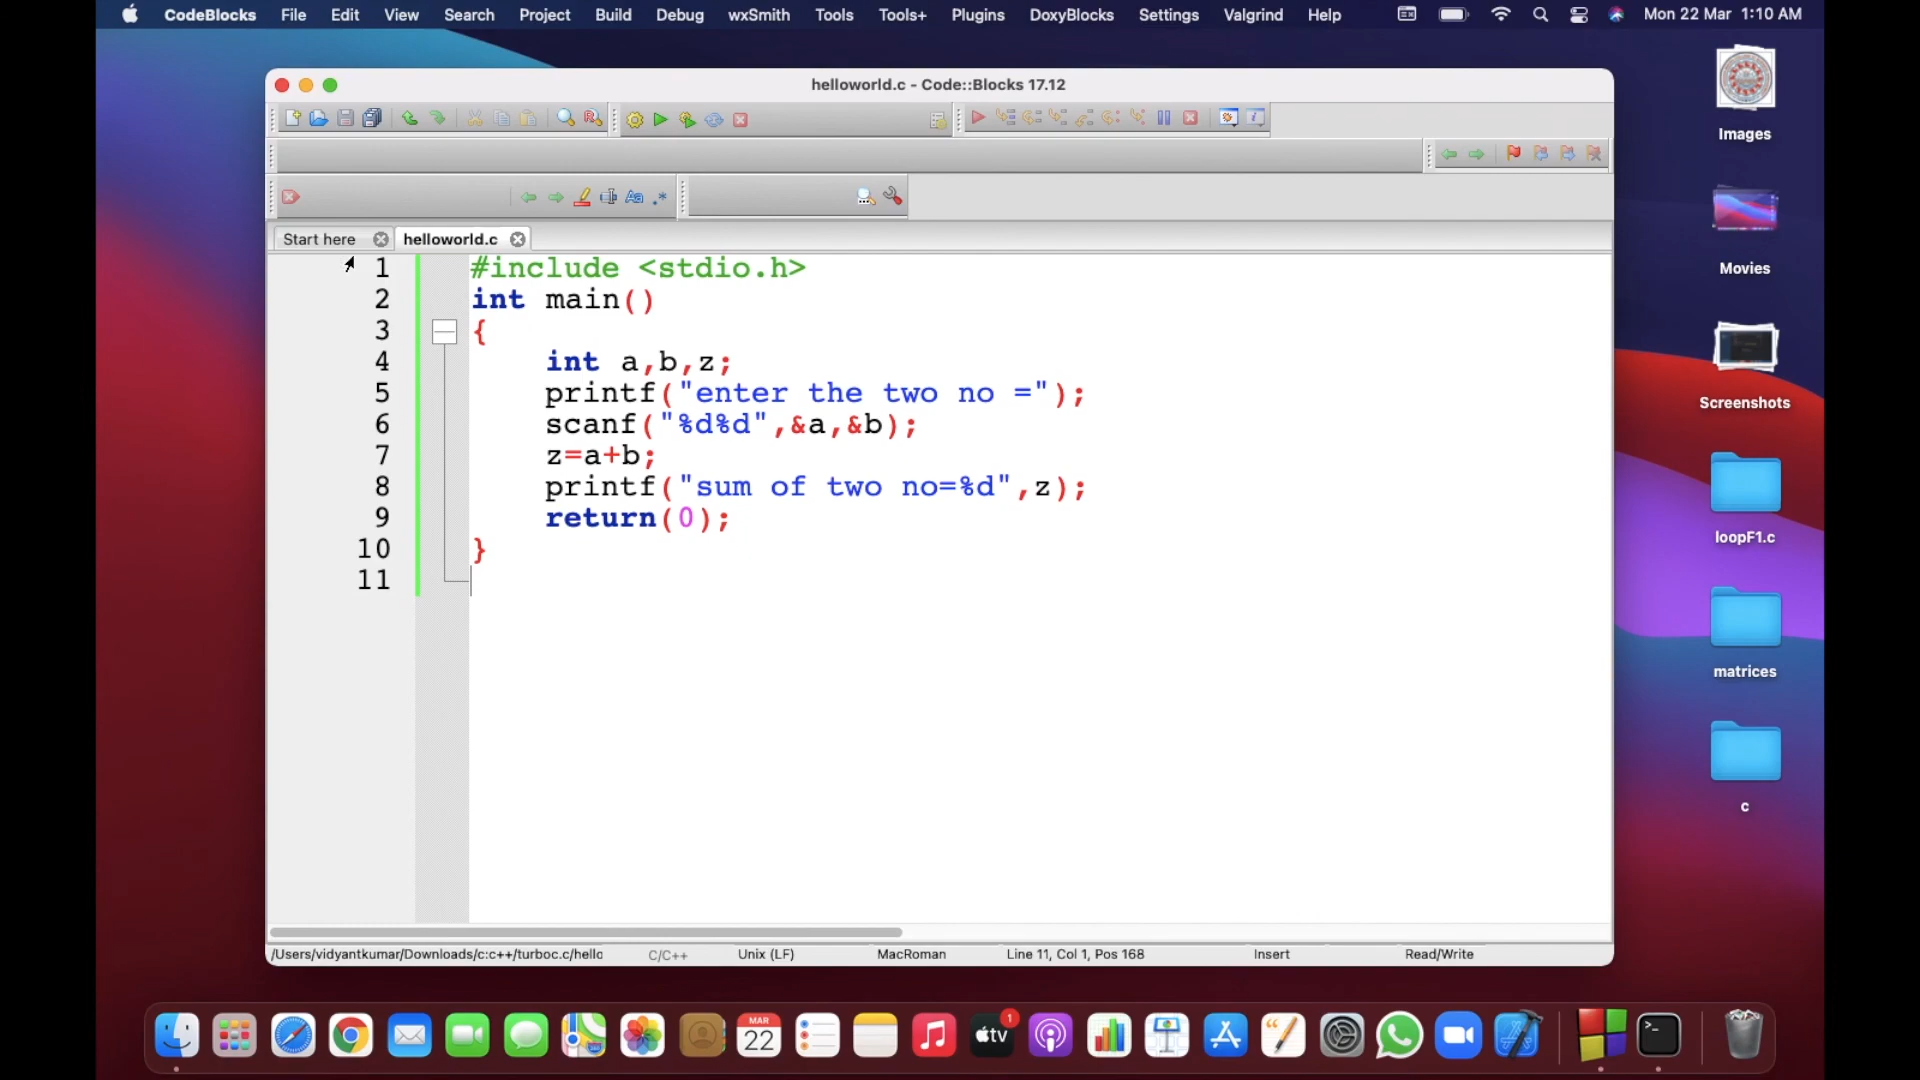 CodeBlocks File Edit View Search Project Build Debug wxSmith Tools Tools+ Plugins DoxyBlocks Settings Valgrind Help Mon 22 Mar 1:10 AM
helloworld.c - Code::Blocks 17.12
Start here helloworld.c
1 #include <stdio.h>
2 int main()
3 {
4 int a,b,z;
5 printf("enter the two no =");
6 scanf("%d%d",&a,&b);
7 z=a+b;
8 printf("sum of two no=%d",z);
9 return(0);
10 }
11
/Users/vidyantkumar/Downloads/c:c++/turboc.c/hello C/C++ Unix (LF) MacRoman Line 11, Col 1, Pos 168 Insert Read/Write
Images
Movies
Screenshots
loopF1.c
matrices
c
MAR
22
tv
1